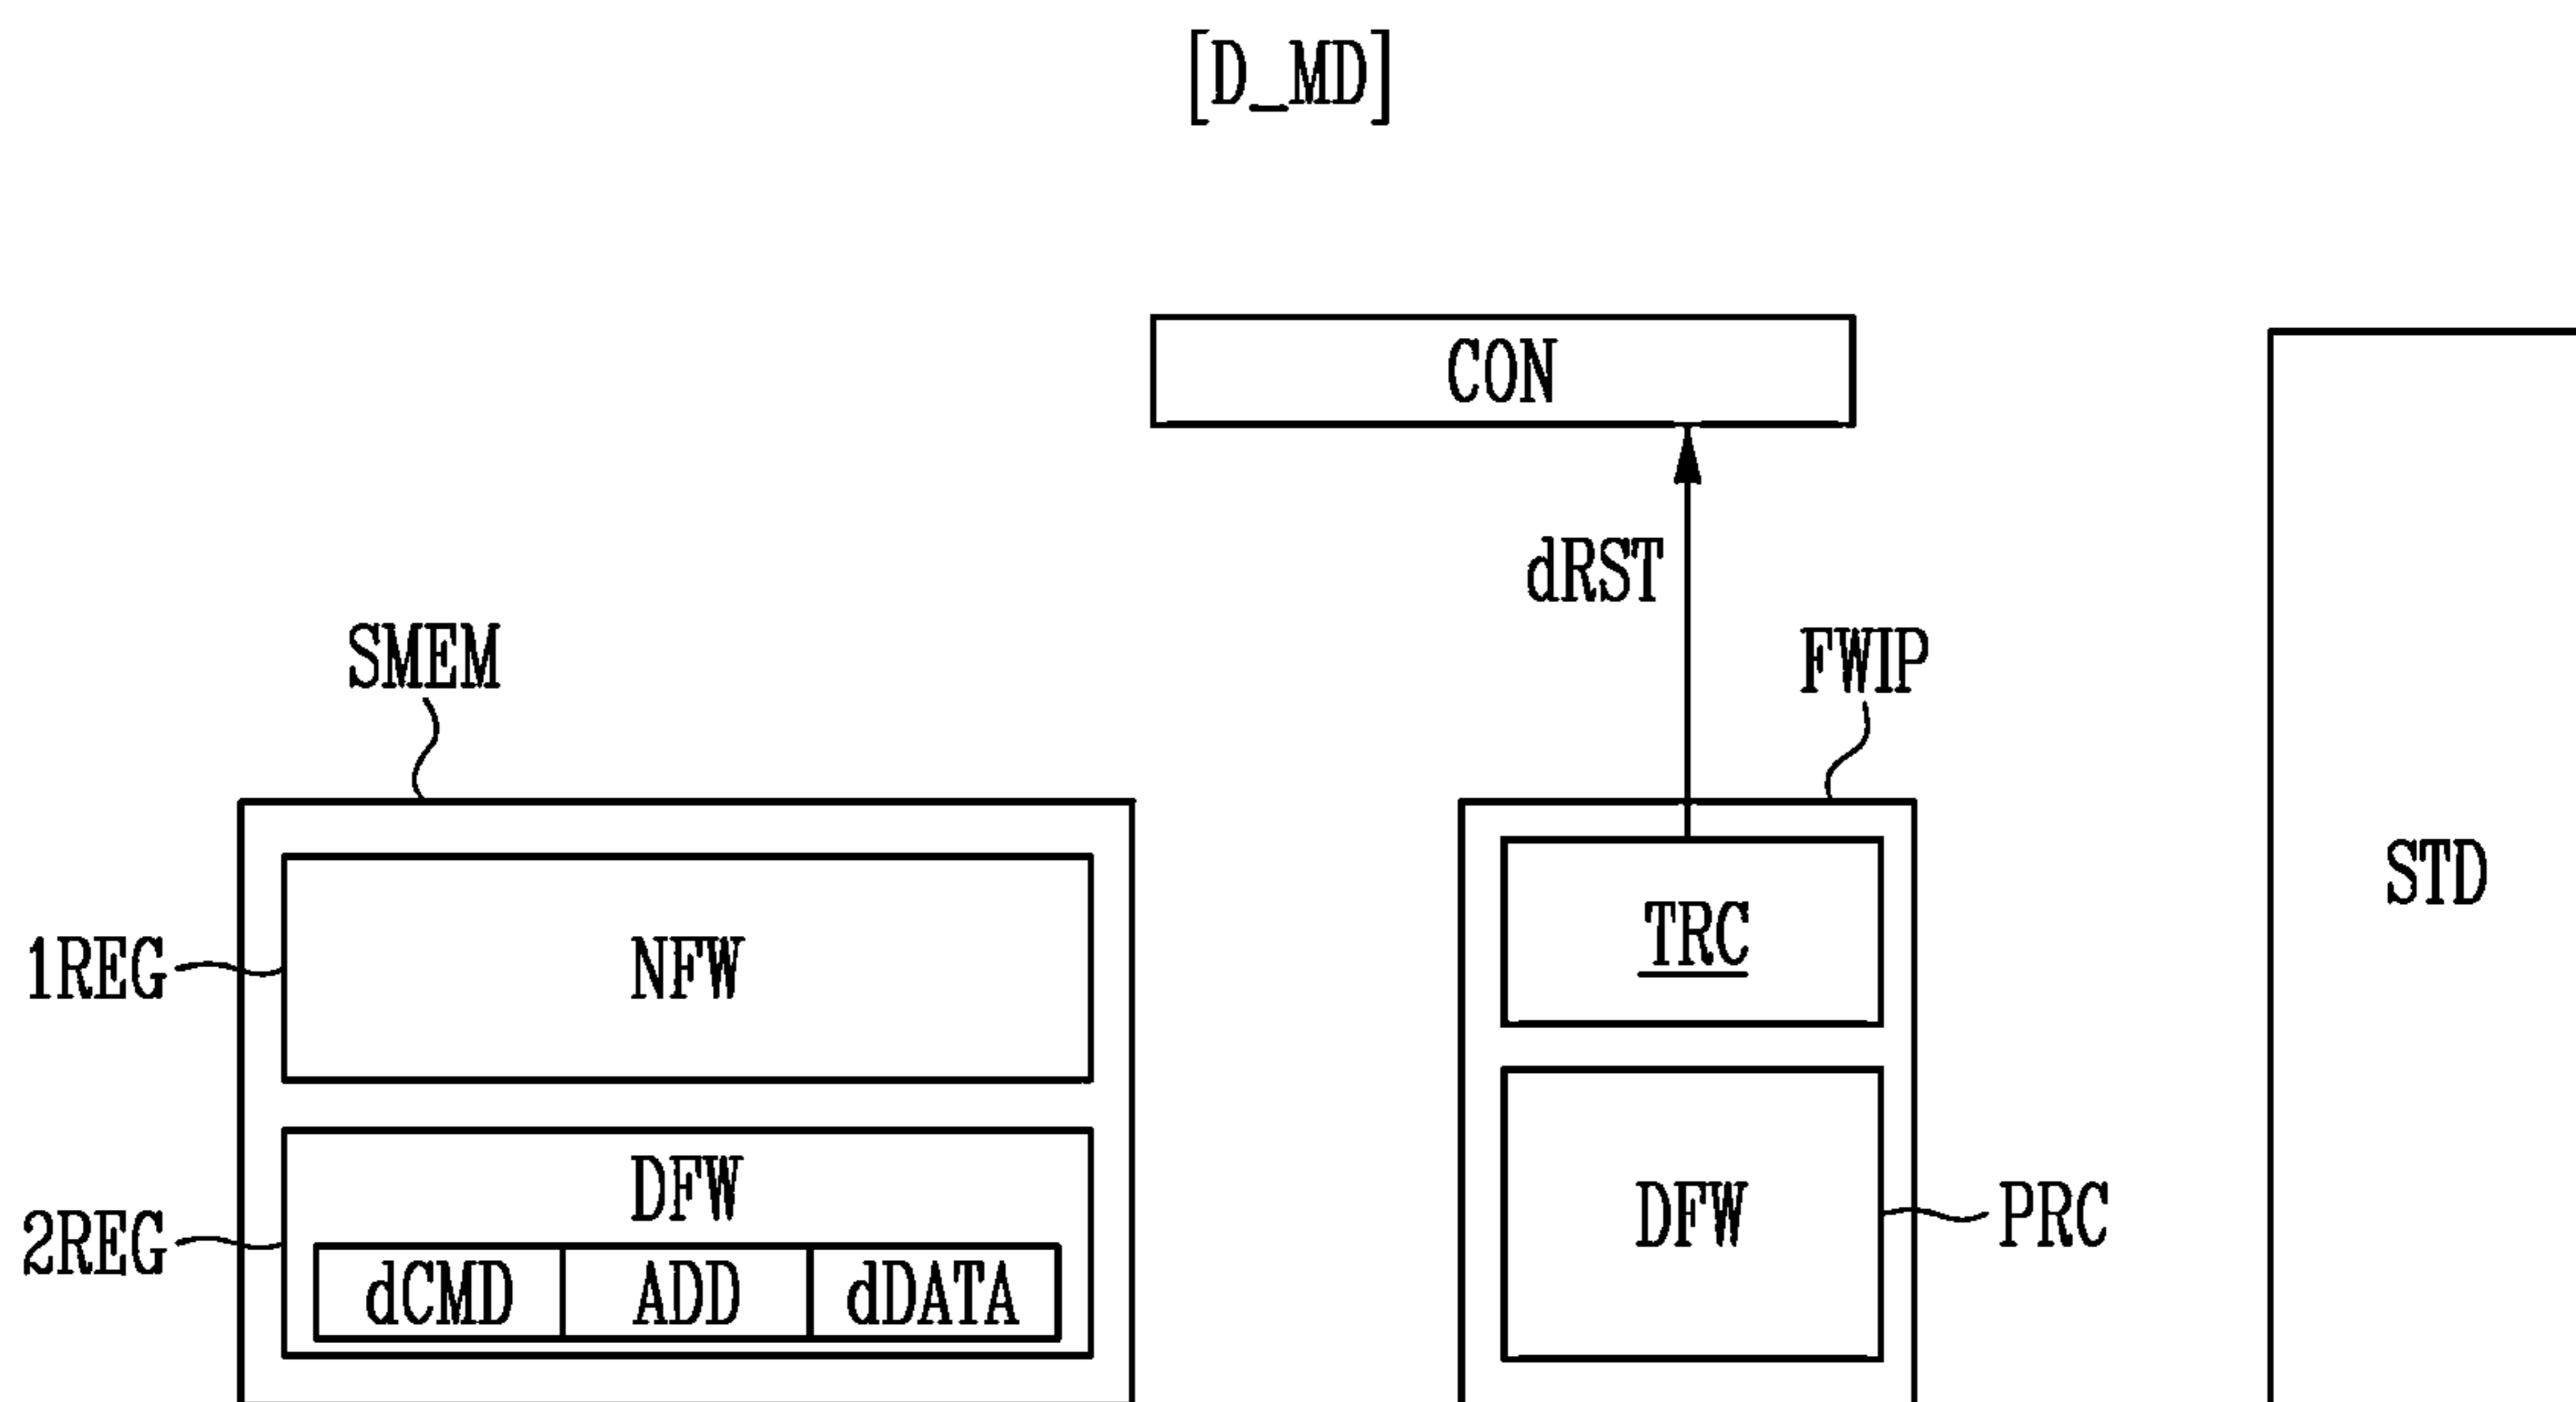 [D_MD]
CON
dRST
SMEM
FWIP
STD
1REG
NFW
TRC
DFW
2REG
dCMD ADD dDATA
DFW
PRC